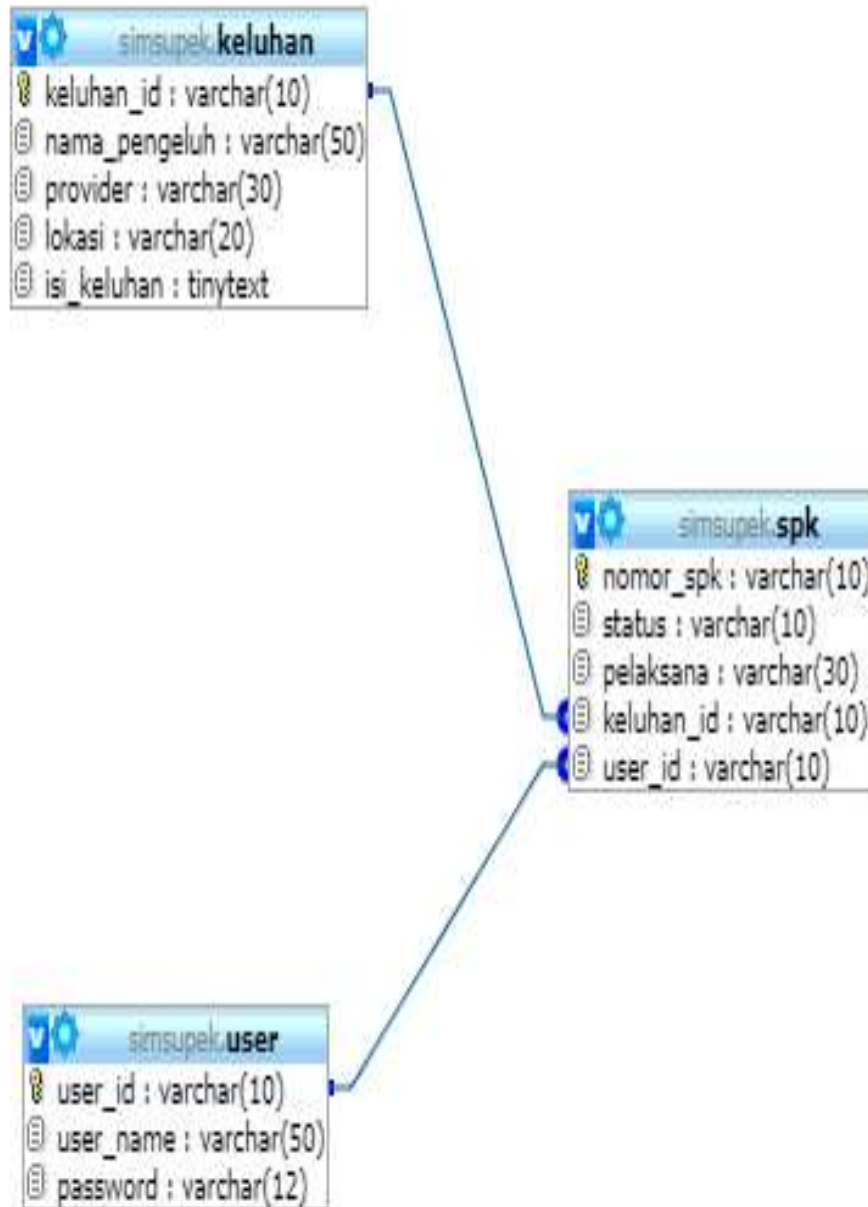 simsupek.keluhan
keluhan_id : varchar(10)
nama_pengeluh : varchar(50)
provider : varchar(30)
lokasi : varchar(20)
isi_keluhan : tinytext
simsupek.spk
nomor_spk : varchar(10)
status : varchar(10)
pelaksana : varchar(30)
keluhan_id : varchar(10)
user_id : varchar(10)
simsupek.user
user_id : varchar(10)
user_name : varchar(50)
password : varchar(12)